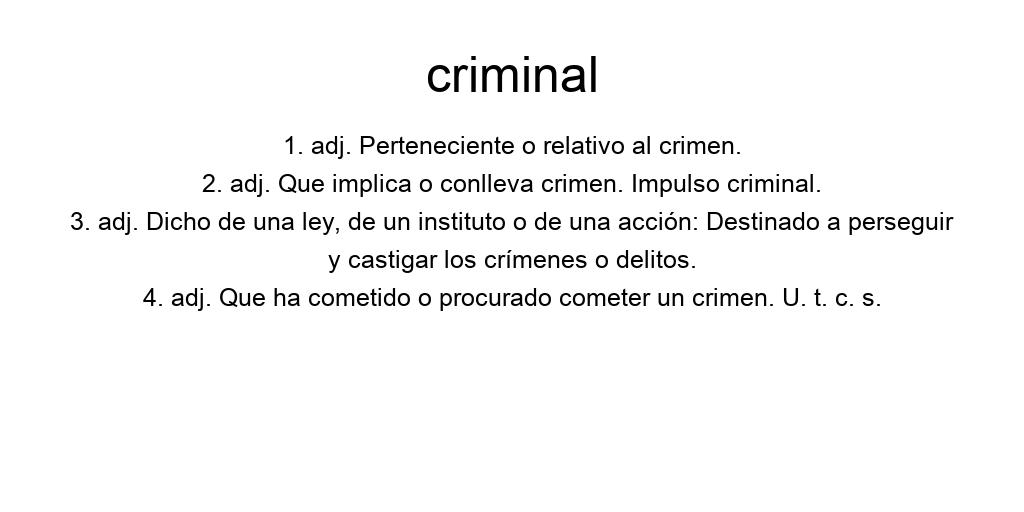 criminal
1. adj. Perteneciente o relativo al crimen.
2. adj. Que implica o conlleva crimen. Impulso criminal.
3. adj. Dicho de una ley, de un instituto o de una acción: Destinado a perseguir
y castigar los crímenes o delitos.
4. adj. Que ha cometido o procurado cometer un crimen. U. t. c. s.